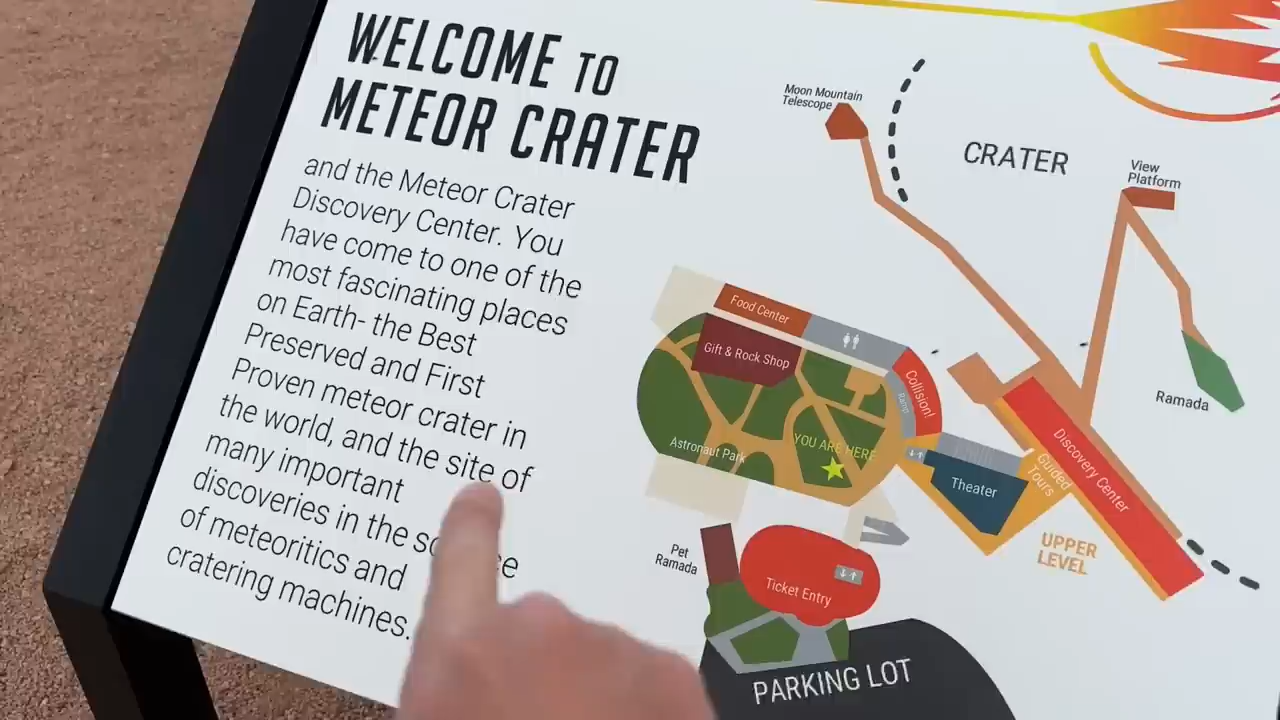 WELCOME TO
METEOR CRATER
and the Meteor Crater
Discovery Center. You
have come to one of the
most fascinating places
on Earth- the Best
Preserved and First
Proven meteor crater in
the world, and the site of
many important
discoveries in the
of meteoritics and
cratering machines.
Moon Mountain
Telescope
CRATER
View
Platform
Food Center
Gift & Rock Shop
Collision!
Ramp
Ramada
Astronaut Park
YOU ARE HERE
Theater
Guided
Tours
Discovery Center
UPPER
LEVEL
Pet
Ramada
Ticket Entry
PARKING LOT